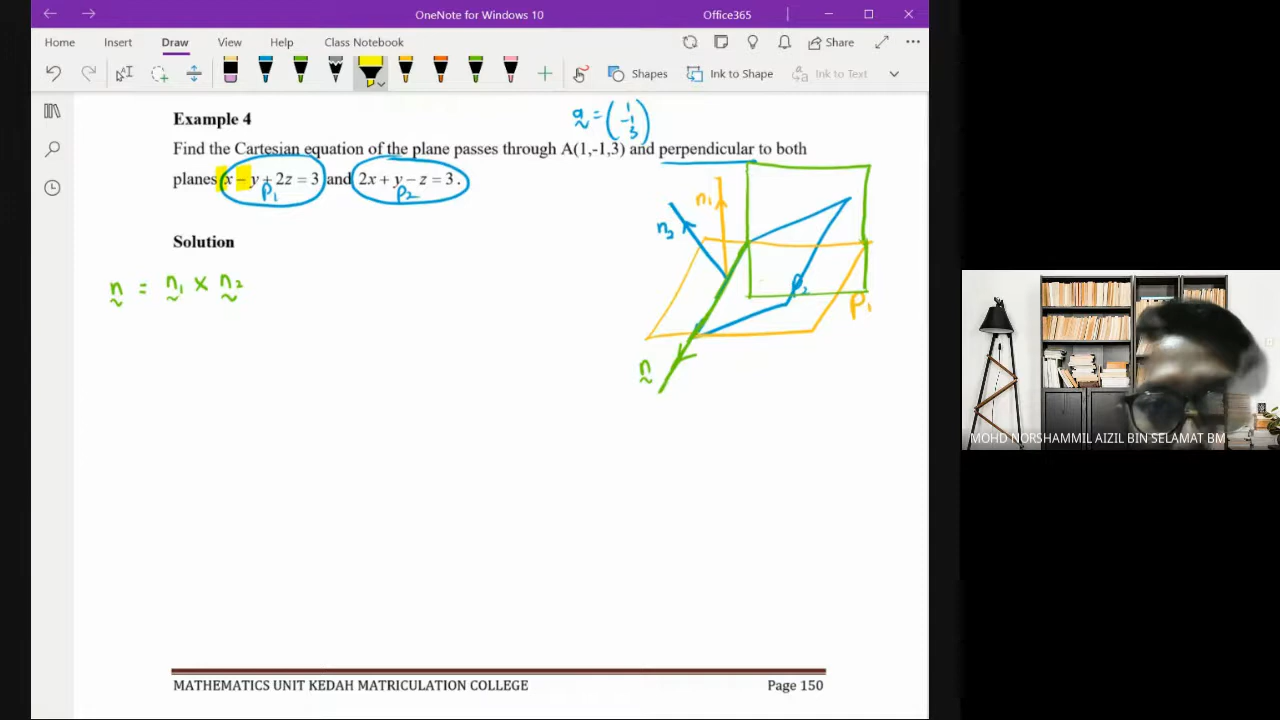 OneNote for Windows 10
Office365
Home Insert Draw View Help Class Notebook
Share
Shapes
Ink to Shape
Ink to Text
Example 4
a = (1 -1 3)
Find the Cartesian equation of the plane passes through A(1,-1,3) and perpendicular to both
planes x − y + 2z = 3 and 2x + y − z = 3.
P1 P2
n1
n2
Solution
n = n1 × n2
P2
P1
n
MOHD NORSHAMMIL AIZIL BIN SELAMAT BM
MATHEMATICS UNIT KEDAH MATRICULATION COLLEGE
Page 150